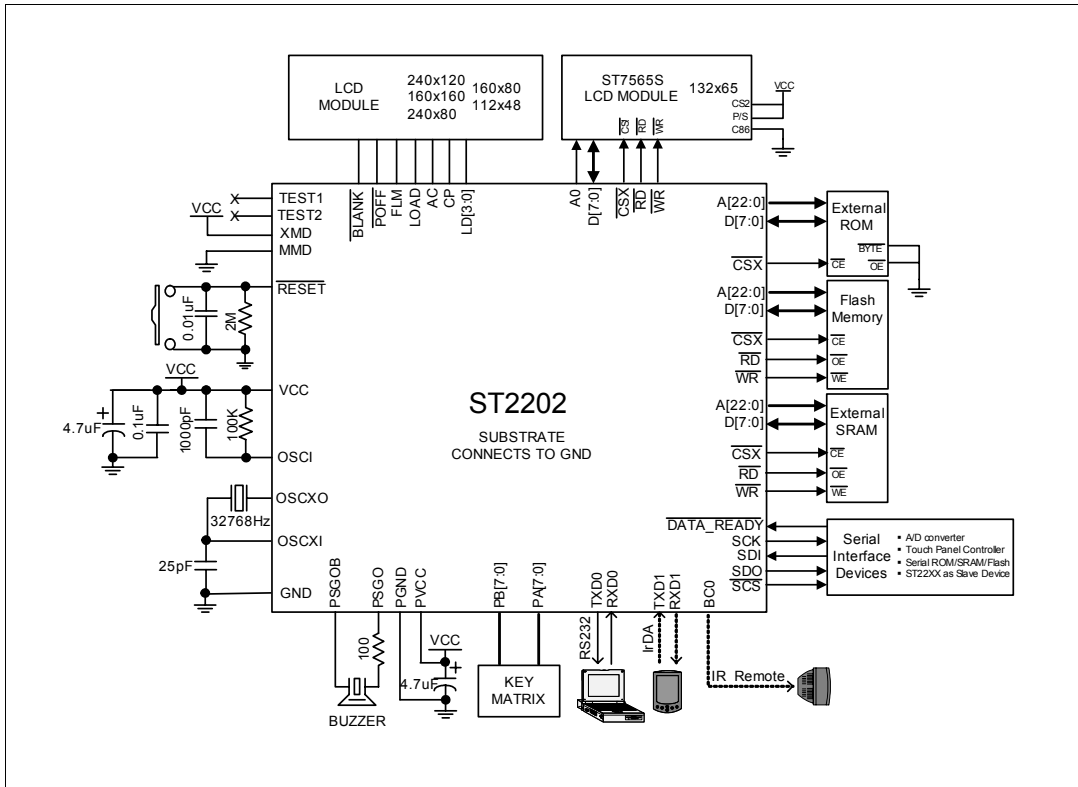 LCD MODULE
240x120
160x160
240x80
160x80
112x48
ST7565S
LCD MODULE
132x65
CS2
P/S
C86
VCC
CSI
RD
WR
BLANK
POFF
FLM
LOAD
AC
CP
LD[3:0]
A0
D[7:0]
CSX
RD
WR
X
TEST1
X
TEST2
VCC
XMD
MMD
RESET
0.01uF
2M
VCC
VCC
4.7uF
+
0.1uF
1000pF
100K
OSCI
OSCXO
32768Hz
OSCXI
25pF
GND
ST2202
SUBSTRATE
CONNECTS TO GND
A[22:0]
D[7:0]
CSX
External
ROM
BYTE
CE
OE
A[22:0]
D[7:0]
CSX
RD
WR
Flash
Memory
CE
OE
WE
A[22:0]
D[7:0]
CSX
RD
WR
External
SRAM
CE
OE
WE
DATA_READY
SCK
SDI
SDO
SCS
Serial
Interface
Devices
▪ A/D converter
▪ Touch Panel Controller
▪ Serial ROM/SRAM/Flash
▪ ST22XX as Slave Device
PSGOB
PSGO
PGND
PVCC
PB[7:0]
PA[7:0]
TXD0
RXD0
TXD1
RXD1
BC0
100
VCC
+
4.7uF
BUZZER
KEY
MATRIX
RS232
IrDA
IR Remote